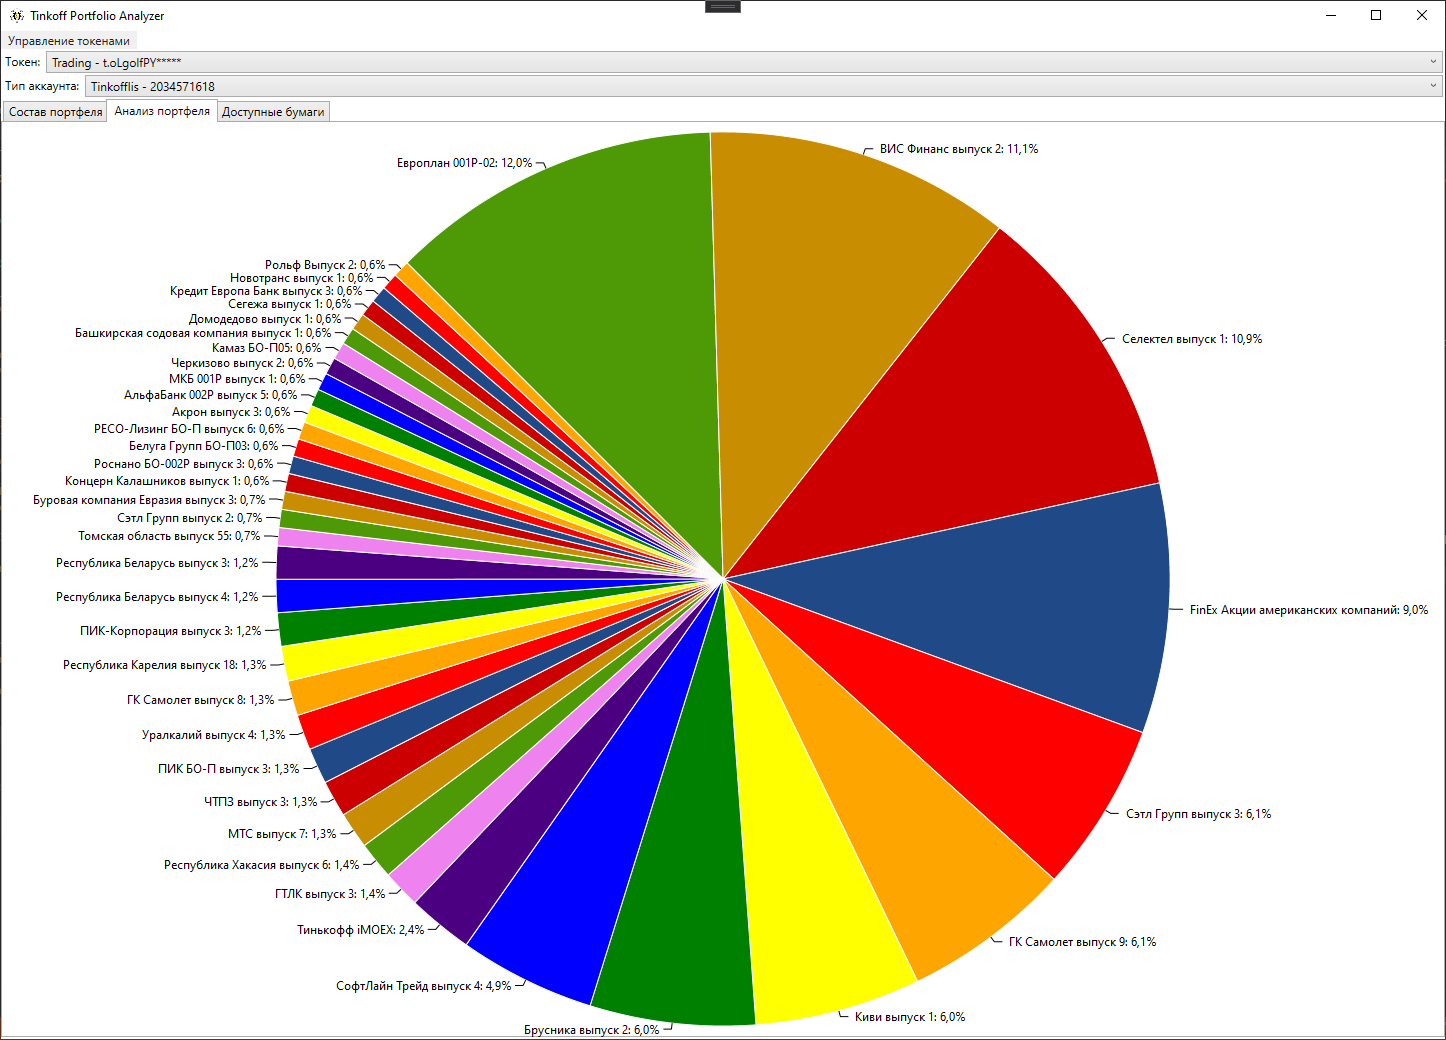 Tinkoff Portfolio Analyzer
Управление токенами
Токен: Trading - t.oLgolfPY*****
Тип аккаунта: Tinkofflis - 2034571618
Состав портфеля Анализ портфеля Доступные бумаги
ВИС Финанс выпуск 2: 11,1%
Селектел выпуск 1: 10,9%
FinEx Акции американских компаний: 9,0%
Сэтл Групп выпуск 3: 6,1%
ГК Самолет выпуск 9: 6,1%
Киви выпуск 1: 6,0%
Брусника выпуск 2: 6,0%
СофтЛайн Трейд выпуск 4: 4,9%
Тинькофф iMOEX: 2,4%
ГТЛК выпуск 3: 1,4%
Республика Хакасия выпуск 6: 1,4%
МТС выпуск 7: 1,3%
ЧТПЗ выпуск 3: 1,3%
ПИК БО-П выпуск 3: 1,3%
Уралкалий выпуск 4: 1,3%
ГК Самолет выпуск 8: 1,3%
Республика Карелия выпуск 18: 1,3%
ПИК-Корпорация выпуск 3: 1,2%
Республика Беларусь выпуск 4: 1,2%
Республика Беларусь выпуск 3: 1,2%
Томская область выпуск 55: 0,7%
Сэтл Групп выпуск 2: 0,7%
Буровая компания Евразия выпуск 3: 0,7%
Концерн Калашников выпуск 1: 0,6%
Роснано БО-002Р выпуск 3: 0,6%
Белуга Групп БО-П03: 0,6%
РЕСО-Лизинг БО-П выпуск 6: 0,6%
Акрон выпуск 3: 0,6%
АльфаБанк 002Р выпуск 5: 0,6%
МКБ 001Р выпуск 1: 0,6%
Черкизово выпуск 2: 0,6%
Камаз БО-П05: 0,6%
Башкирская содовая компания выпуск 1: 0,6%
Домодедово выпуск 1: 0,6%
Сегежа выпуск 1: 0,6%
Кредит Европа Банк выпуск 3: 0,6%
Новотранс выпуск 1: 0,6%
Рольф Выпуск 2: 0,6%
Европлан 001Р-02: 12,0%